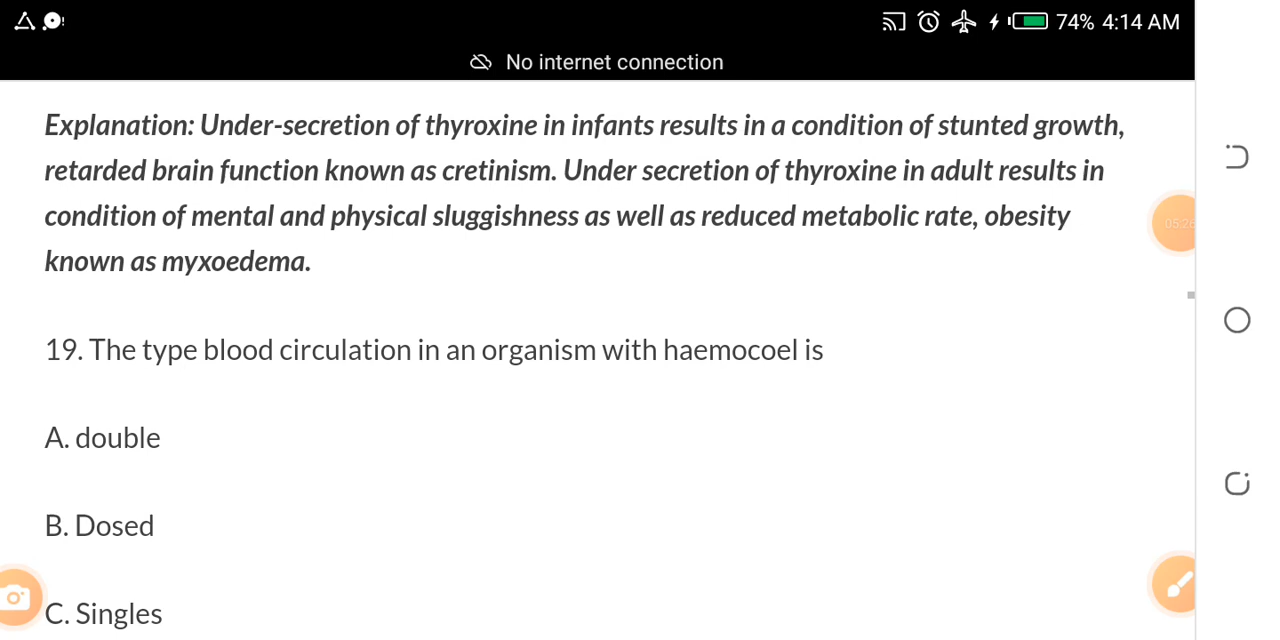 74% 4:14 AM
No internet connection
Explanation: Under-secretion of thyroxine in infants results in a condition of stunted growth,
retarded brain function known as cretinism. Under secretion of thyroxine in adult results in
condition of mental and physical sluggishness as well as reduced metabolic rate, obesity
known as myxoedema.
19. The type blood circulation in an organism with haemocoel is
A. double
B. Dosed
C. Singles